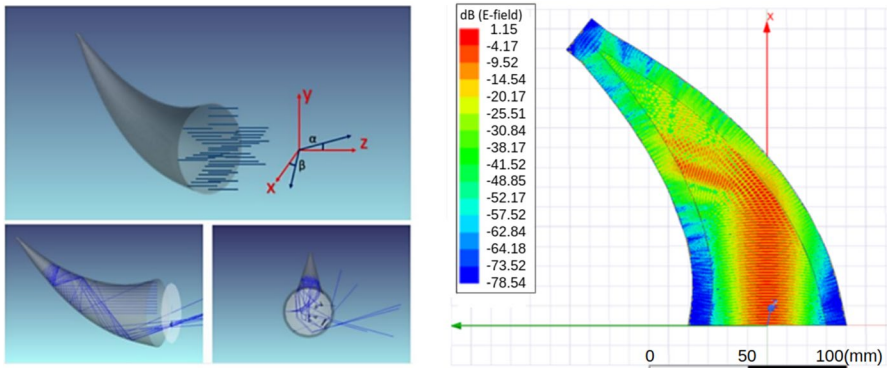 y
α
z
β
x
dB (E-field)
1.15
-4.17
-9.52
-14.54
-20.17
-25.51
-30.84
-38.17
-41.52
-48.85
-52.17
-57.52
-62.84
-64.18
-73.52
-78.54
x
0 50 100(mm)